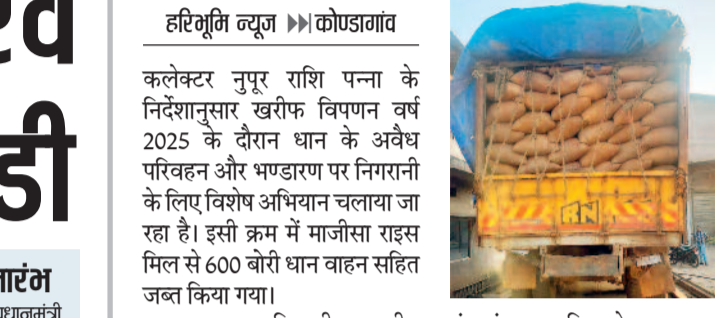 हरिभूमि न्यूज ▶▶| कोण्डागांव
कलेक्टर नुपूर राशि पन्ना के
निर्देशानुसार खरीफ विपणन वर्ष
2025 के दौरान धान के अवैध
परिवहन और भण्डारण पर निगरानी
के लिए विशेष अभियान चलाया जा
रहा है। इसी क्रम में माजीसा राइस
मिल से 600 बोरी धान वाहन सहित
जब्त किया गया।
RN